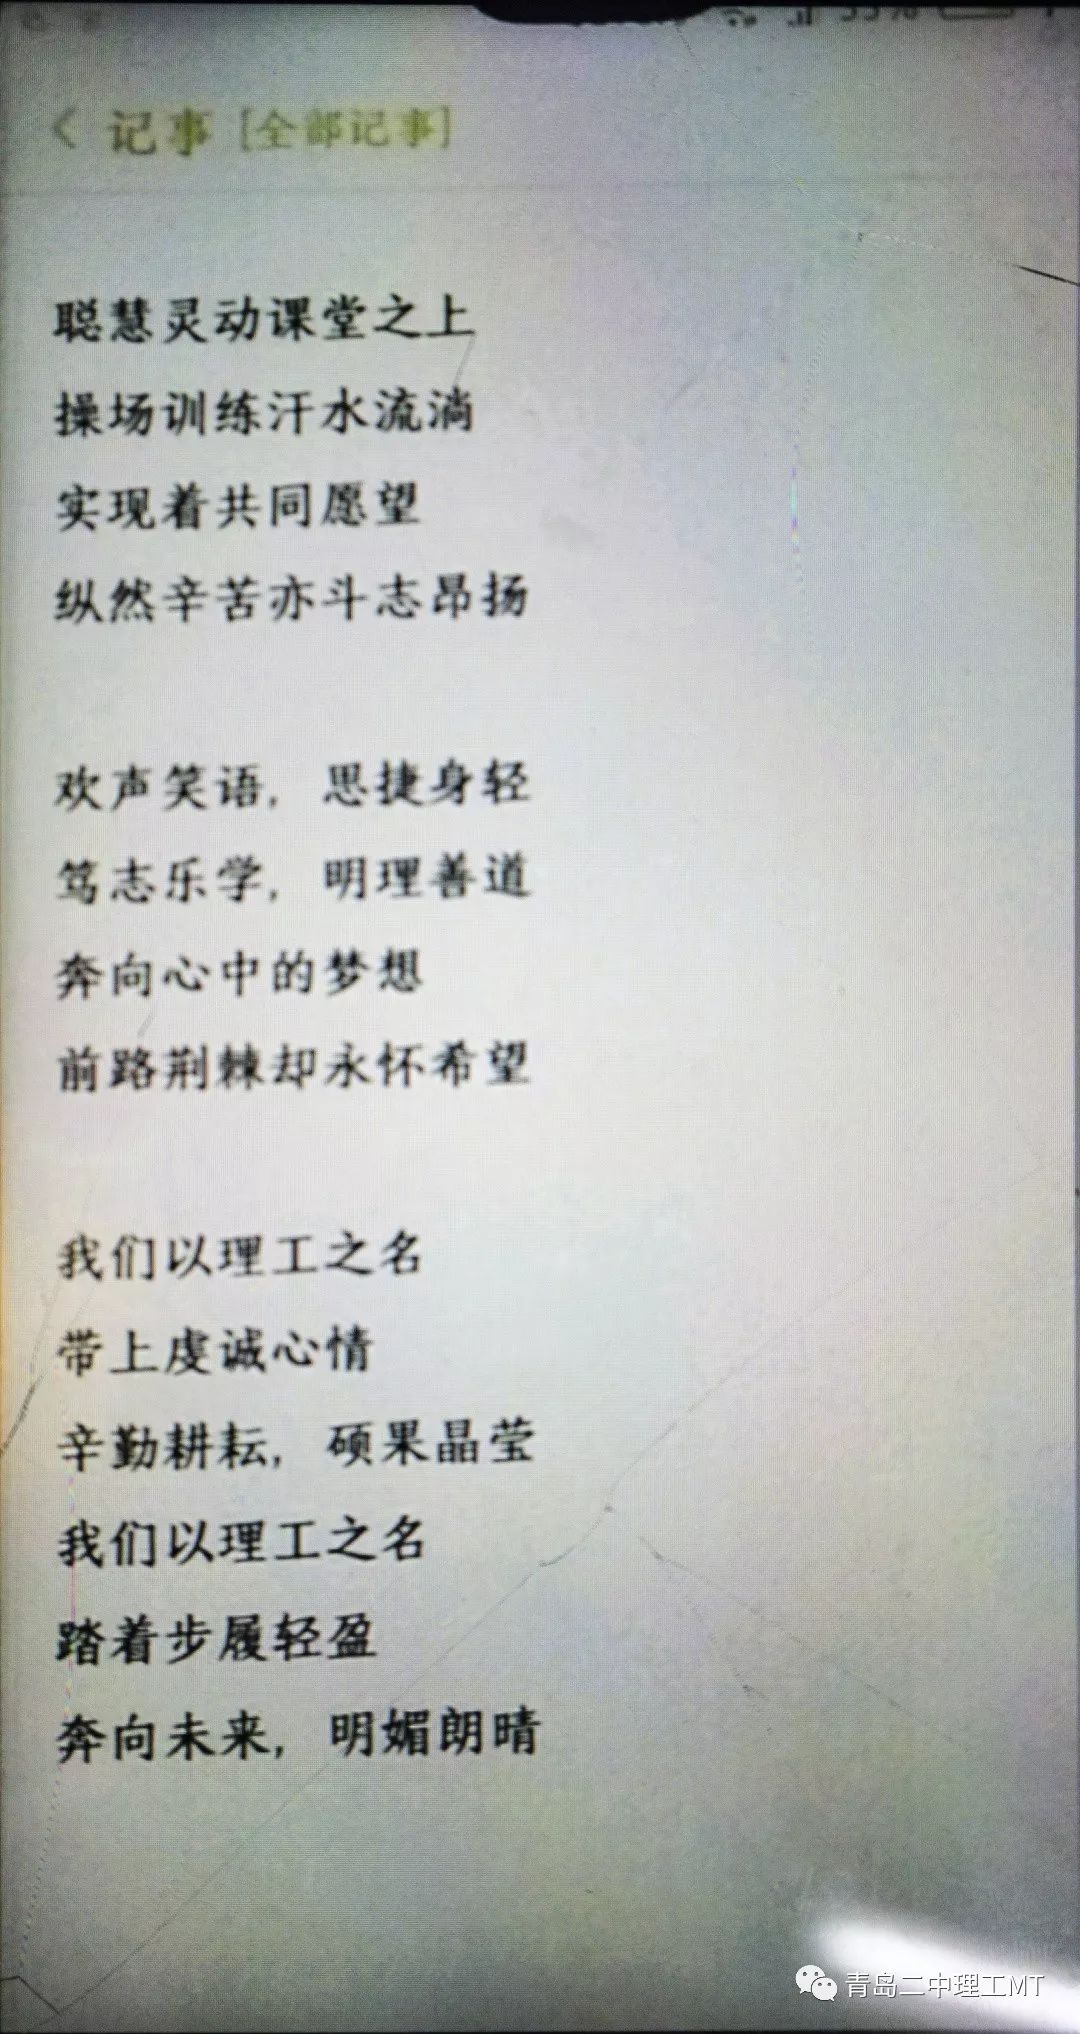 记事 [全部记事]
聪慧灵动课堂之上
操场训练汗水流淌
实现着共同愿望
纵然辛苦亦斗志昂扬
欢声笑语，思捷身轻
笃志乐学，明理善道
奔向心中的梦想
前路荆棘却永怀希望
我们以理工之名
带上虔诚心情
辛勤耕耘，硕果晶莹
我们以理工之名
踏着步履轻盈
奔向未来，明媚朗晴
青岛二中理工MT